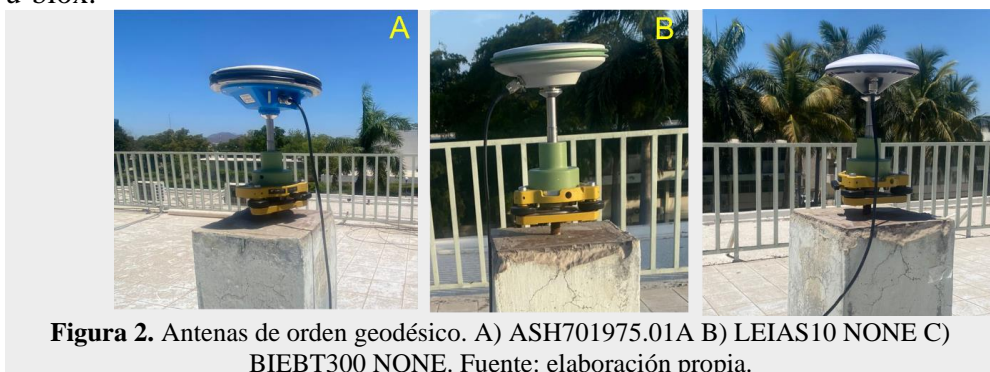 A
B
Figura 2. Antenas de orden geodésico. A) ASH701975.01A B) LEIAS10 NONE C)
BIEBT300 NONE. Fuente: elaboración propia.